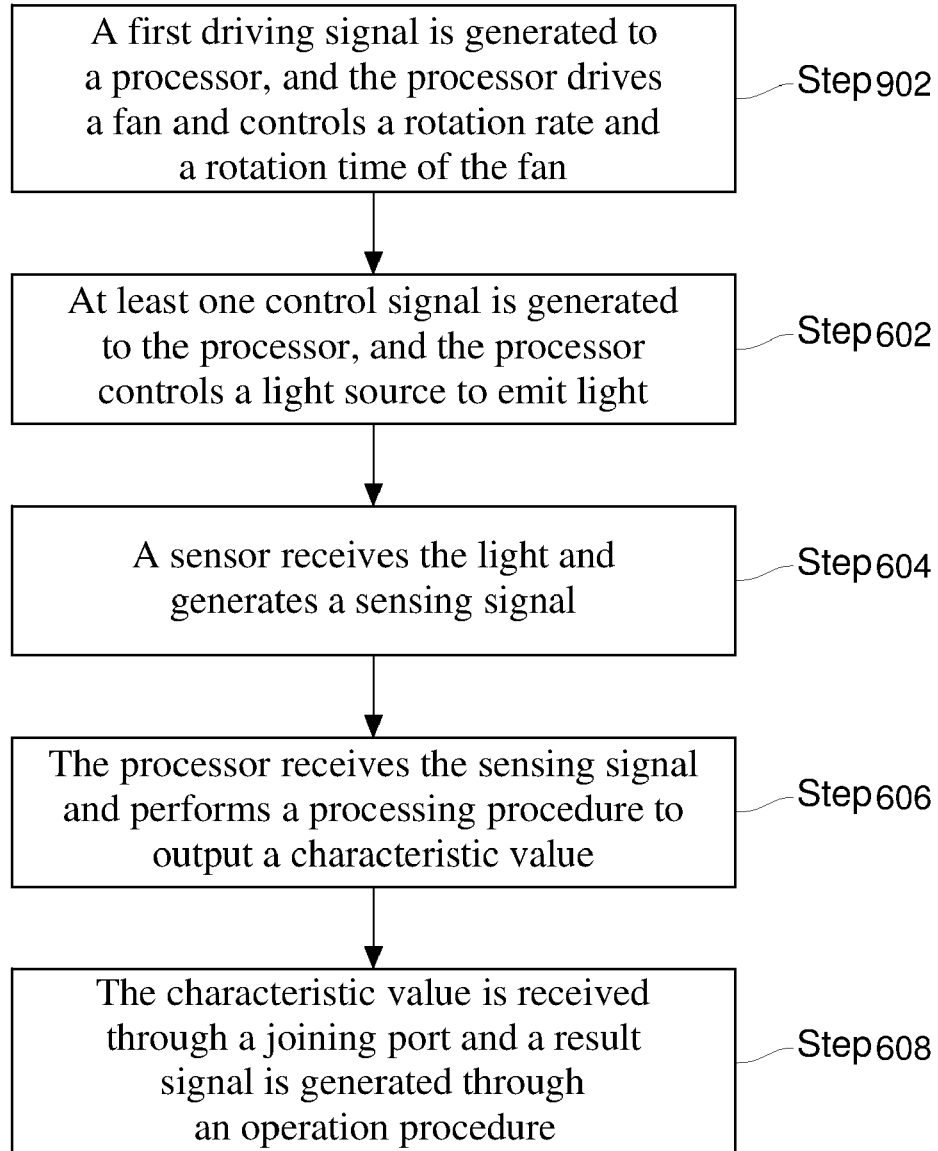 A first driving signal is generated to
a processor, and the processor drives
a fan and controls a rotation rate and
a rotation time of the fan
Step902
At least one control signal is generated
to the processor, and the processor
controls a light source to emit light
Step602
A sensor receives the light and
generates a sensing signal
Step604
The processor receives the sensing signal
and performs a processing procedure to
output a characteristic value
Step606
The characteristic value is received
through a joining port and a result
signal is generated through
an operation procedure
Step608